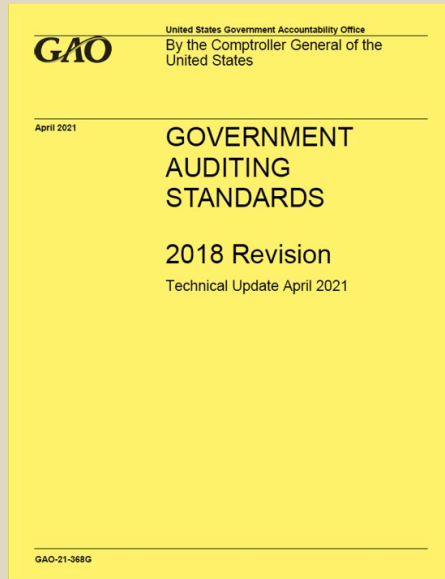 United States Government Accountability Office
GAO
By the Comptroller General of the
United States
April 2021
GOVERNMENT
AUDITING
STANDARDS
2018 Revision
Technical Update April 2021
GAO-21-368G